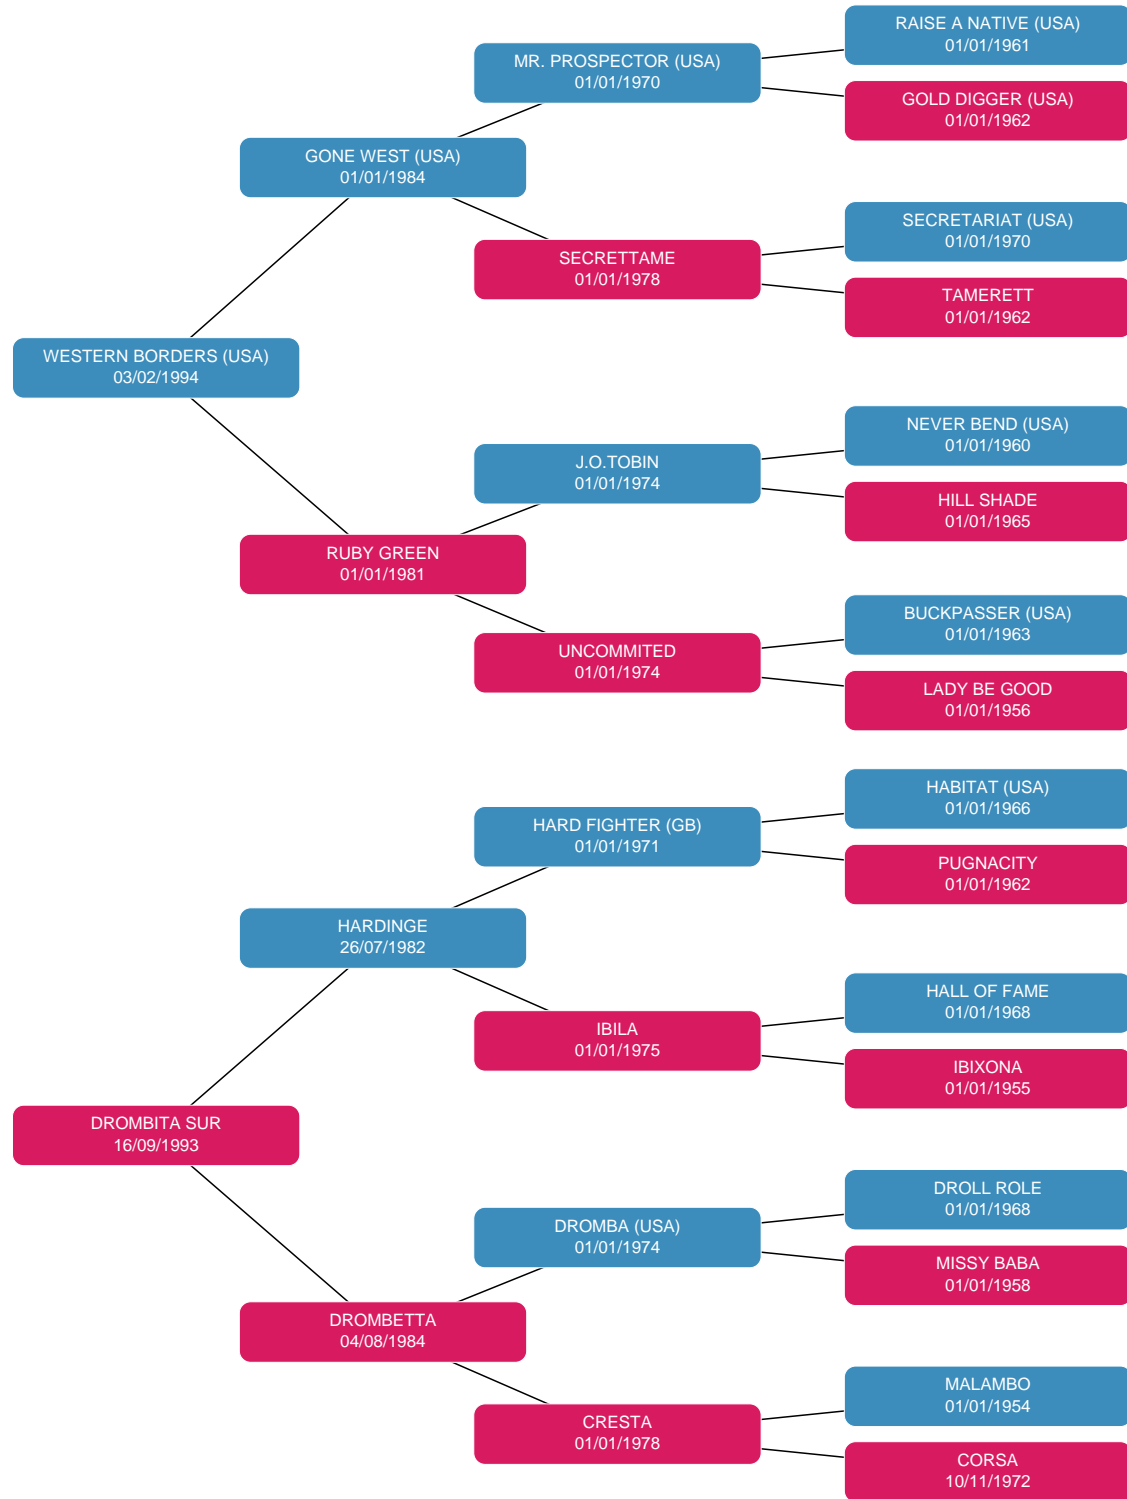 RAISE A NATIVE (USA)
01/01/1961
MR. PROSPECTOR (USA)
01/01/1970
GOLD DIGGER (USA)
01/01/1962
GONE WEST (USA)
01/01/1984
SECRETARIAT (USA)
01/01/1970
SECRETTAME
01/01/1978
TAMERETT
01/01/1962
WESTERN BORDERS (USA)
03/02/1994
NEVER BEND (USA)
01/01/1960
J.O.TOBIN
01/01/1974
HILL SHADE
01/01/1965
RUBY GREEN
01/01/1981
BUCKPASSER (USA)
01/01/1963
UNCOMMITED
01/01/1974
LADY BE GOOD
01/01/1956
HABITAT (USA)
01/01/1966
HARD FIGHTER (GB)
01/01/1971
PUGNACITY
01/01/1962
HARDINGE
26/07/1982
HALL OF FAME
01/01/1968
IBILA
01/01/1975
IBIXONA
01/01/1955
DROMBITA SUR
16/09/1993
DROLL ROLE
01/01/1968
DROMBA (USA)
01/01/1974
MISSY BABA
01/01/1958
DROMBETTA
04/08/1984
MALAMBO
01/01/1954
CRESTA
01/01/1978
CORSA
10/11/1972